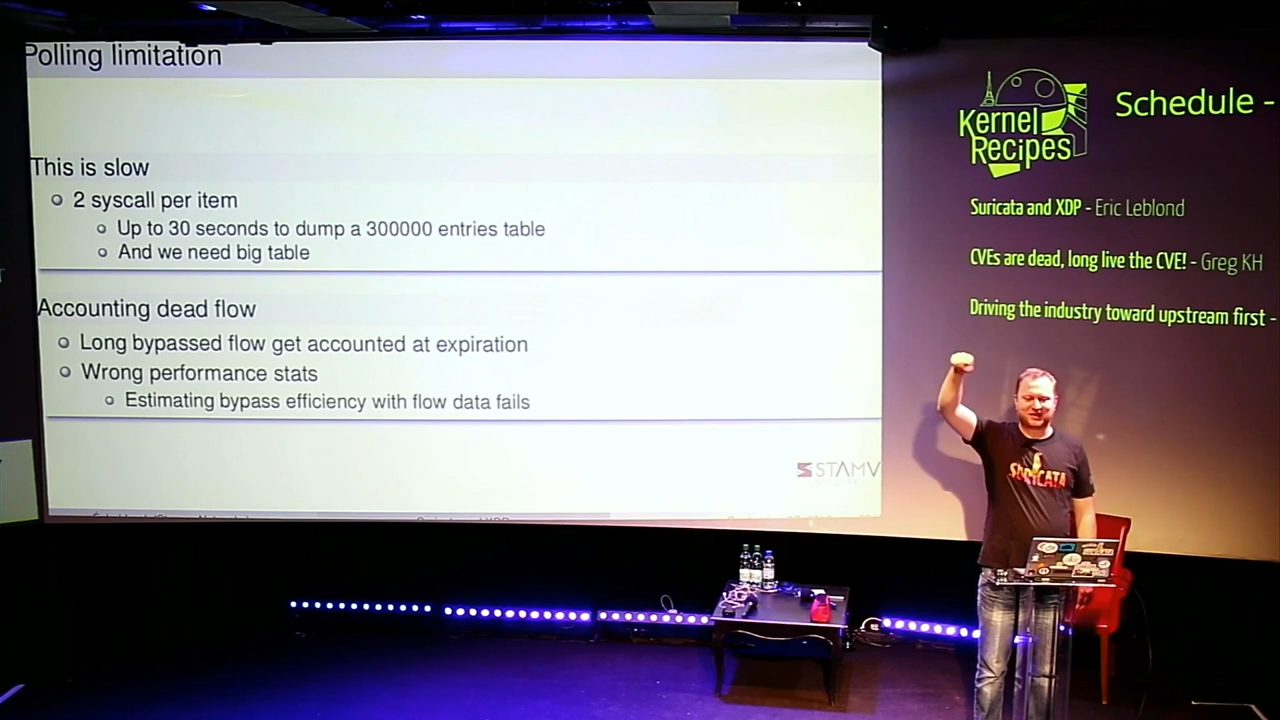 Polling limitation
This is slow
2 syscall per item
Up to 30 seconds to dump a 300000 entries table
And we need big table
Accounting dead flow
Long bypassed flow get accounted at expiration
Wrong performance stats
Estimating bypass efficiency with flow data fails
STAMV
Kernel
Recipes
Schedule -
Suricata and XDP - Eric Leblond
CVEs are dead, long live the CVE! - Greg KH
Driving the industry toward upstream first -
SURICATA